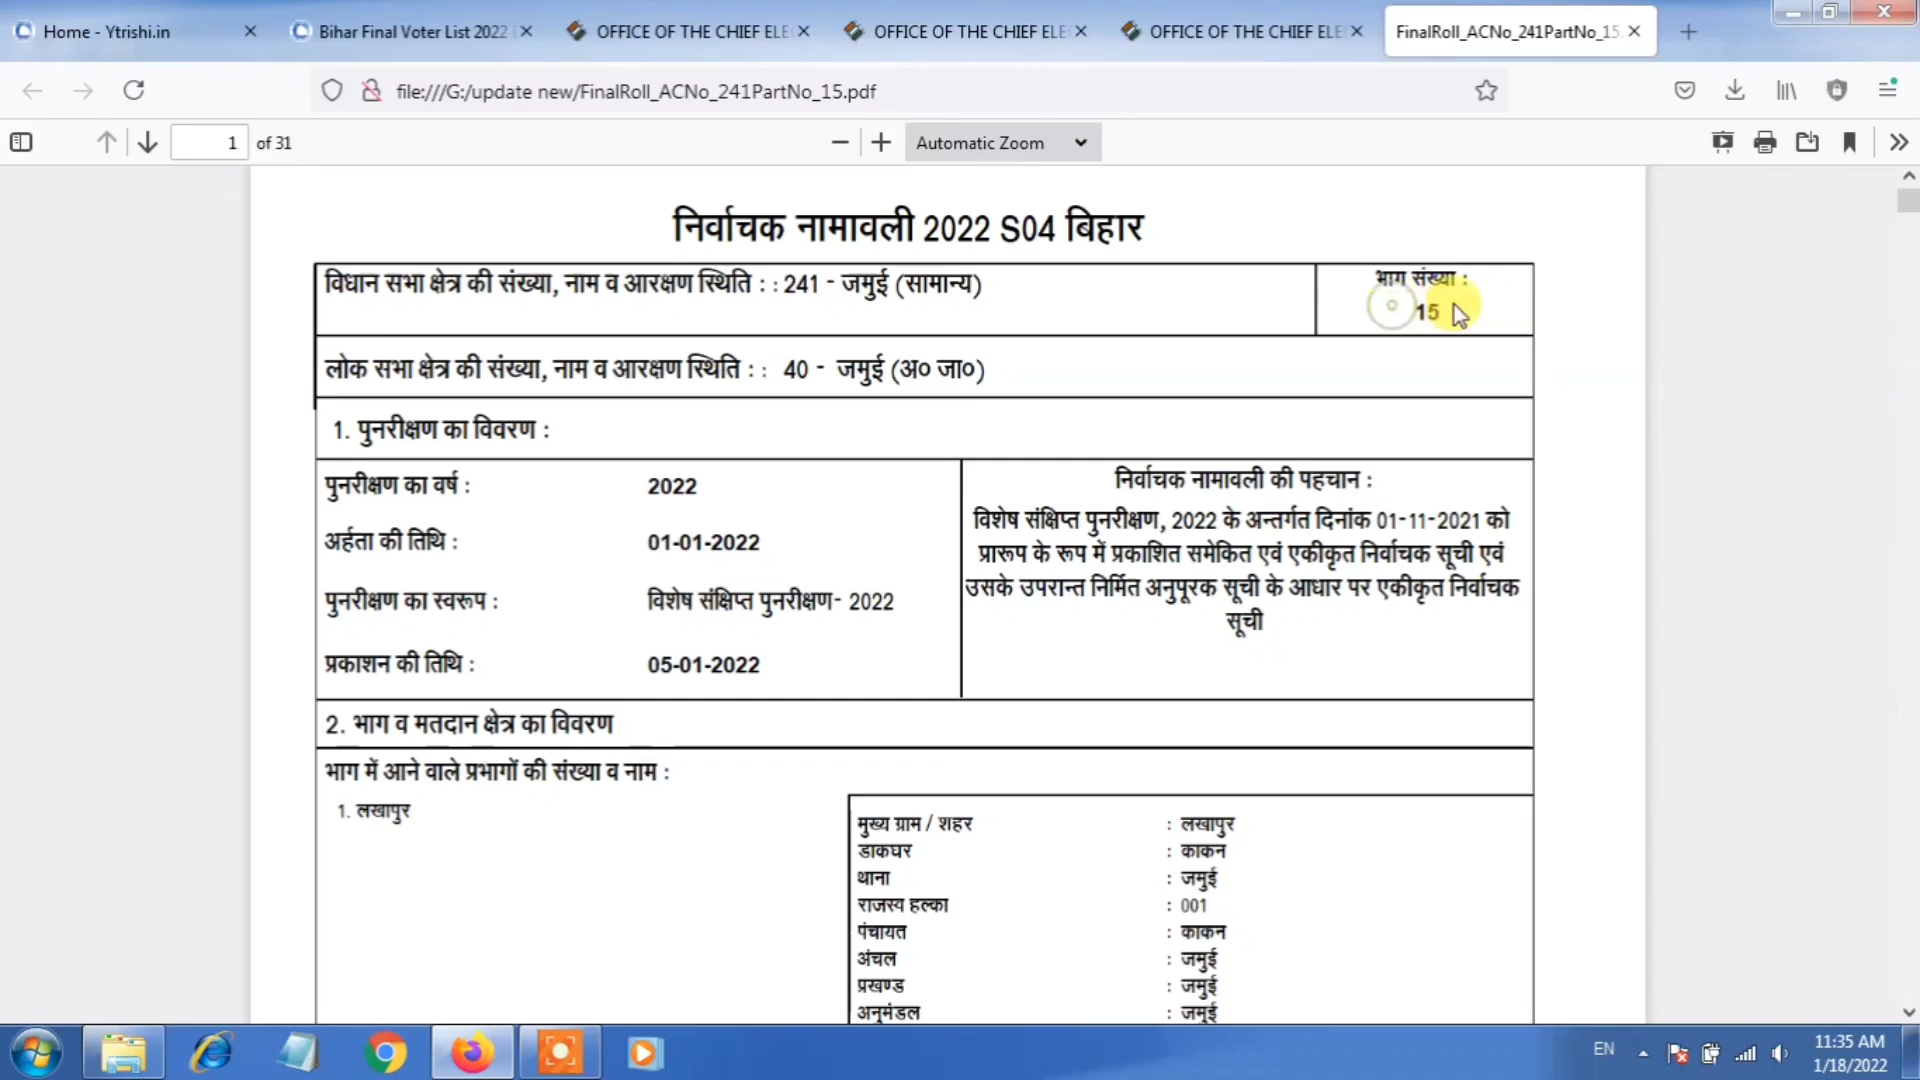 Home - Ytrishi.in
Bihar Final Voter List 2022
OFFICE OF THE CHIEF ELE
OFFICE OF THE CHIEF ELE
OFFICE OF THE CHIEF ELE
FinalRoll_ACNo_241PartNo_15.
file:///G:/update new/FinalRoll_ACNo_241PartNo_15.pdf
1 of 31
Automatic Zoom
निर्वाचक नामावली 2022 S04 बिहार
विधान सभा क्षेत्र की संख्या, नाम व आरक्षण स्थिति : : 241 - जमुई (सामान्य)
भाग संख्या :
15
लोक सभा क्षेत्र की संख्या, नाम व आरक्षण स्थिति : : 40 - जमुई (अ० जा०)
1. पुनरीक्षण का विवरण :
पुनरीक्षण का वर्ष : 2022
अर्हता की तिथि : 01-01-2022
पुनरीक्षण का स्वरूप : विशेष संक्षिप्त पुनरीक्षण- 2022
प्रकाशन की तिथि : 05-01-2022
निर्वाचक नामावली की पहचान :
विशेष संक्षिप्त पुनरीक्षण, 2022 के अन्तर्गत दिनांक 01-11-2021 को
प्रारूप के रूप में प्रकाशित समेकित एवं एकीकृत निर्वाचक सूची एवं
उसके उपरान्त निर्मित अनुपूरक सूची के आधार पर एकीकृत निर्वाचक
सूची
2. भाग व मतदान क्षेत्र का विवरण
भाग में आने वाले प्रभागों की संख्या व नाम :
1. लखापुर
मुख्य ग्राम / शहर : लखापुर
डाकघर : काकन
थाना : जमुई
राजस्व हल्का : 001
पंचायत : काकन
अंचल : जमुई
प्रखण्ड : जमुई
अनुमंडल : जमुई
EN
11:35 AM
1/18/2022